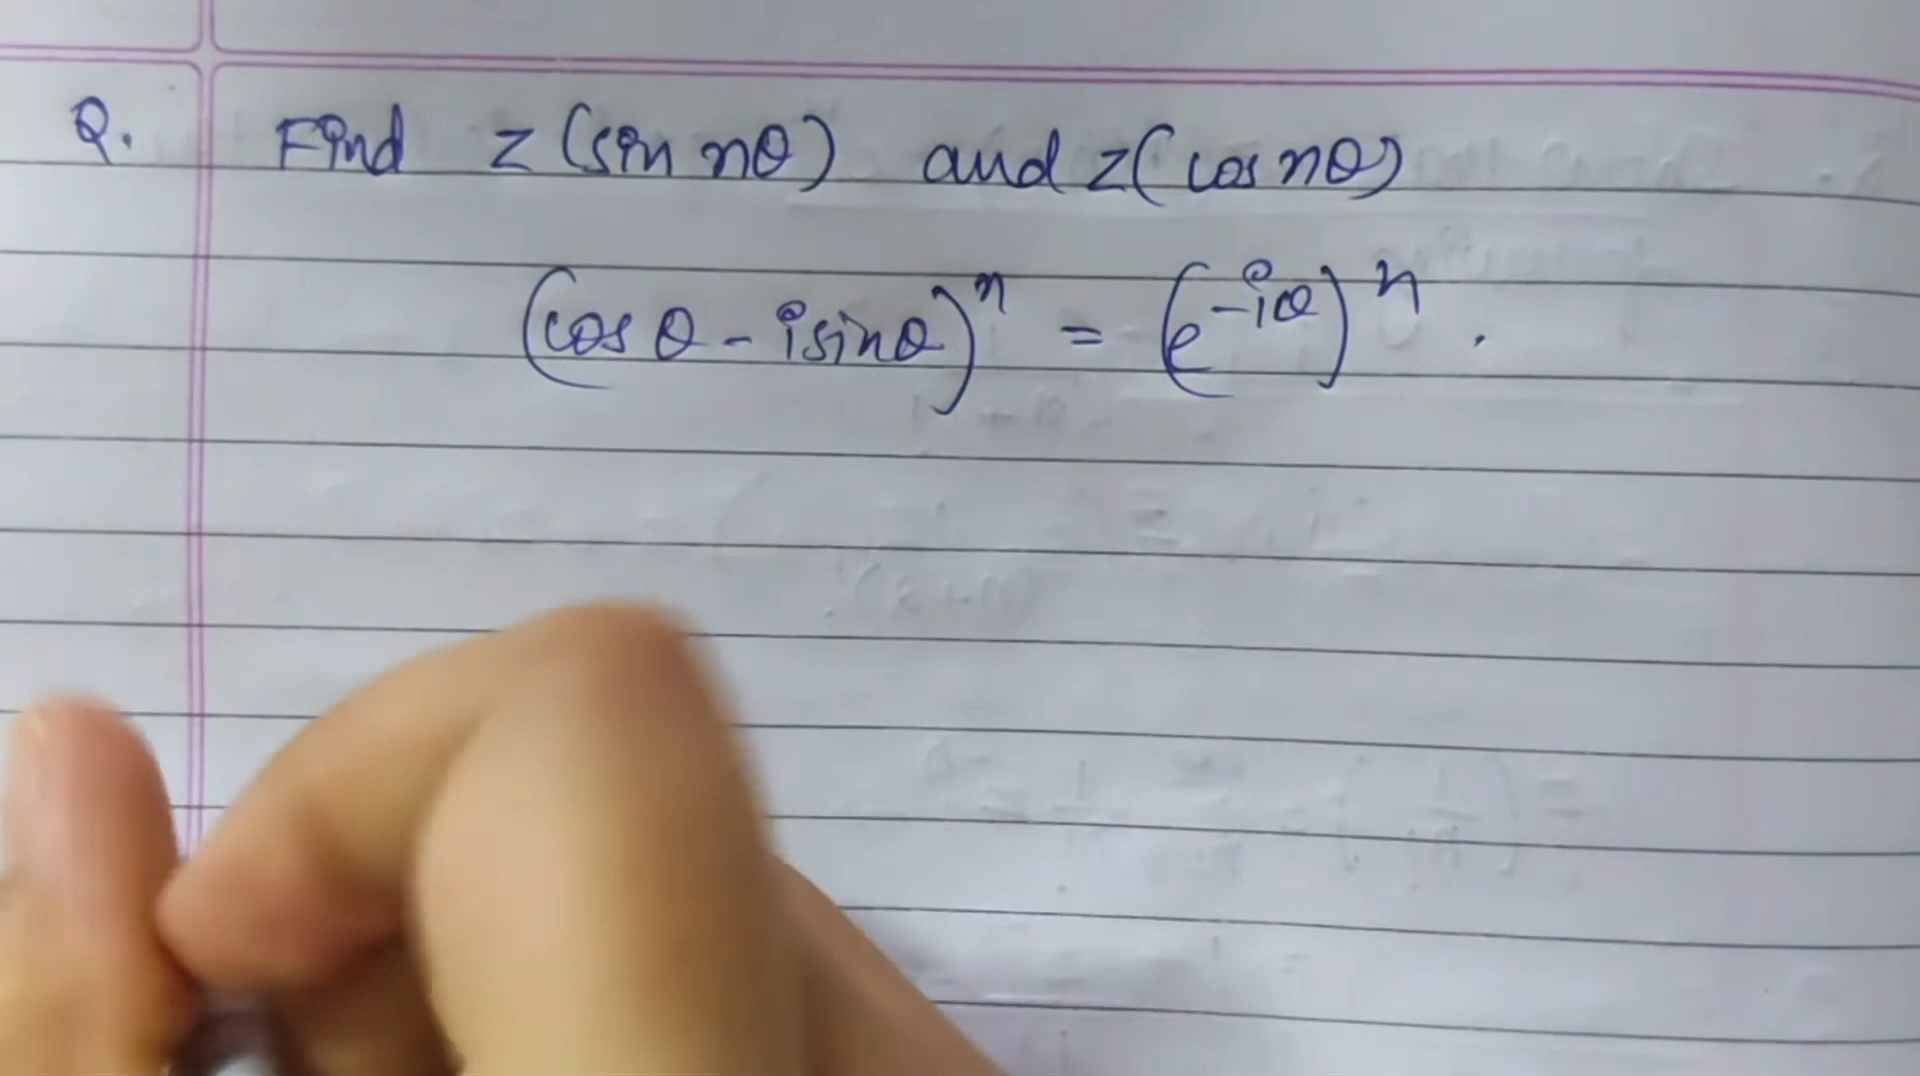 Q. Find z(sin nθ) and z(cos nθ)
(cos θ - i sin θ)^n = (e^{-iθ})^n .